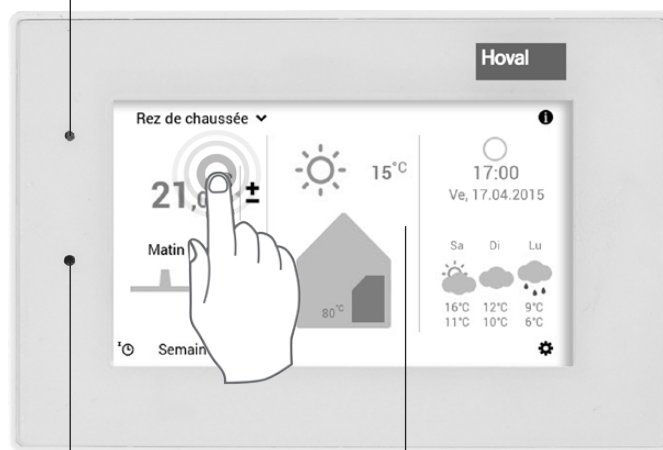 Hoval
Rez de chaussée
i
21,0
±
15°C
17:00
Ve, 17.04.2015
Matin
80°C
Sa Di Lu
16°C 12°C 9°C
11°C 10°C 6°C